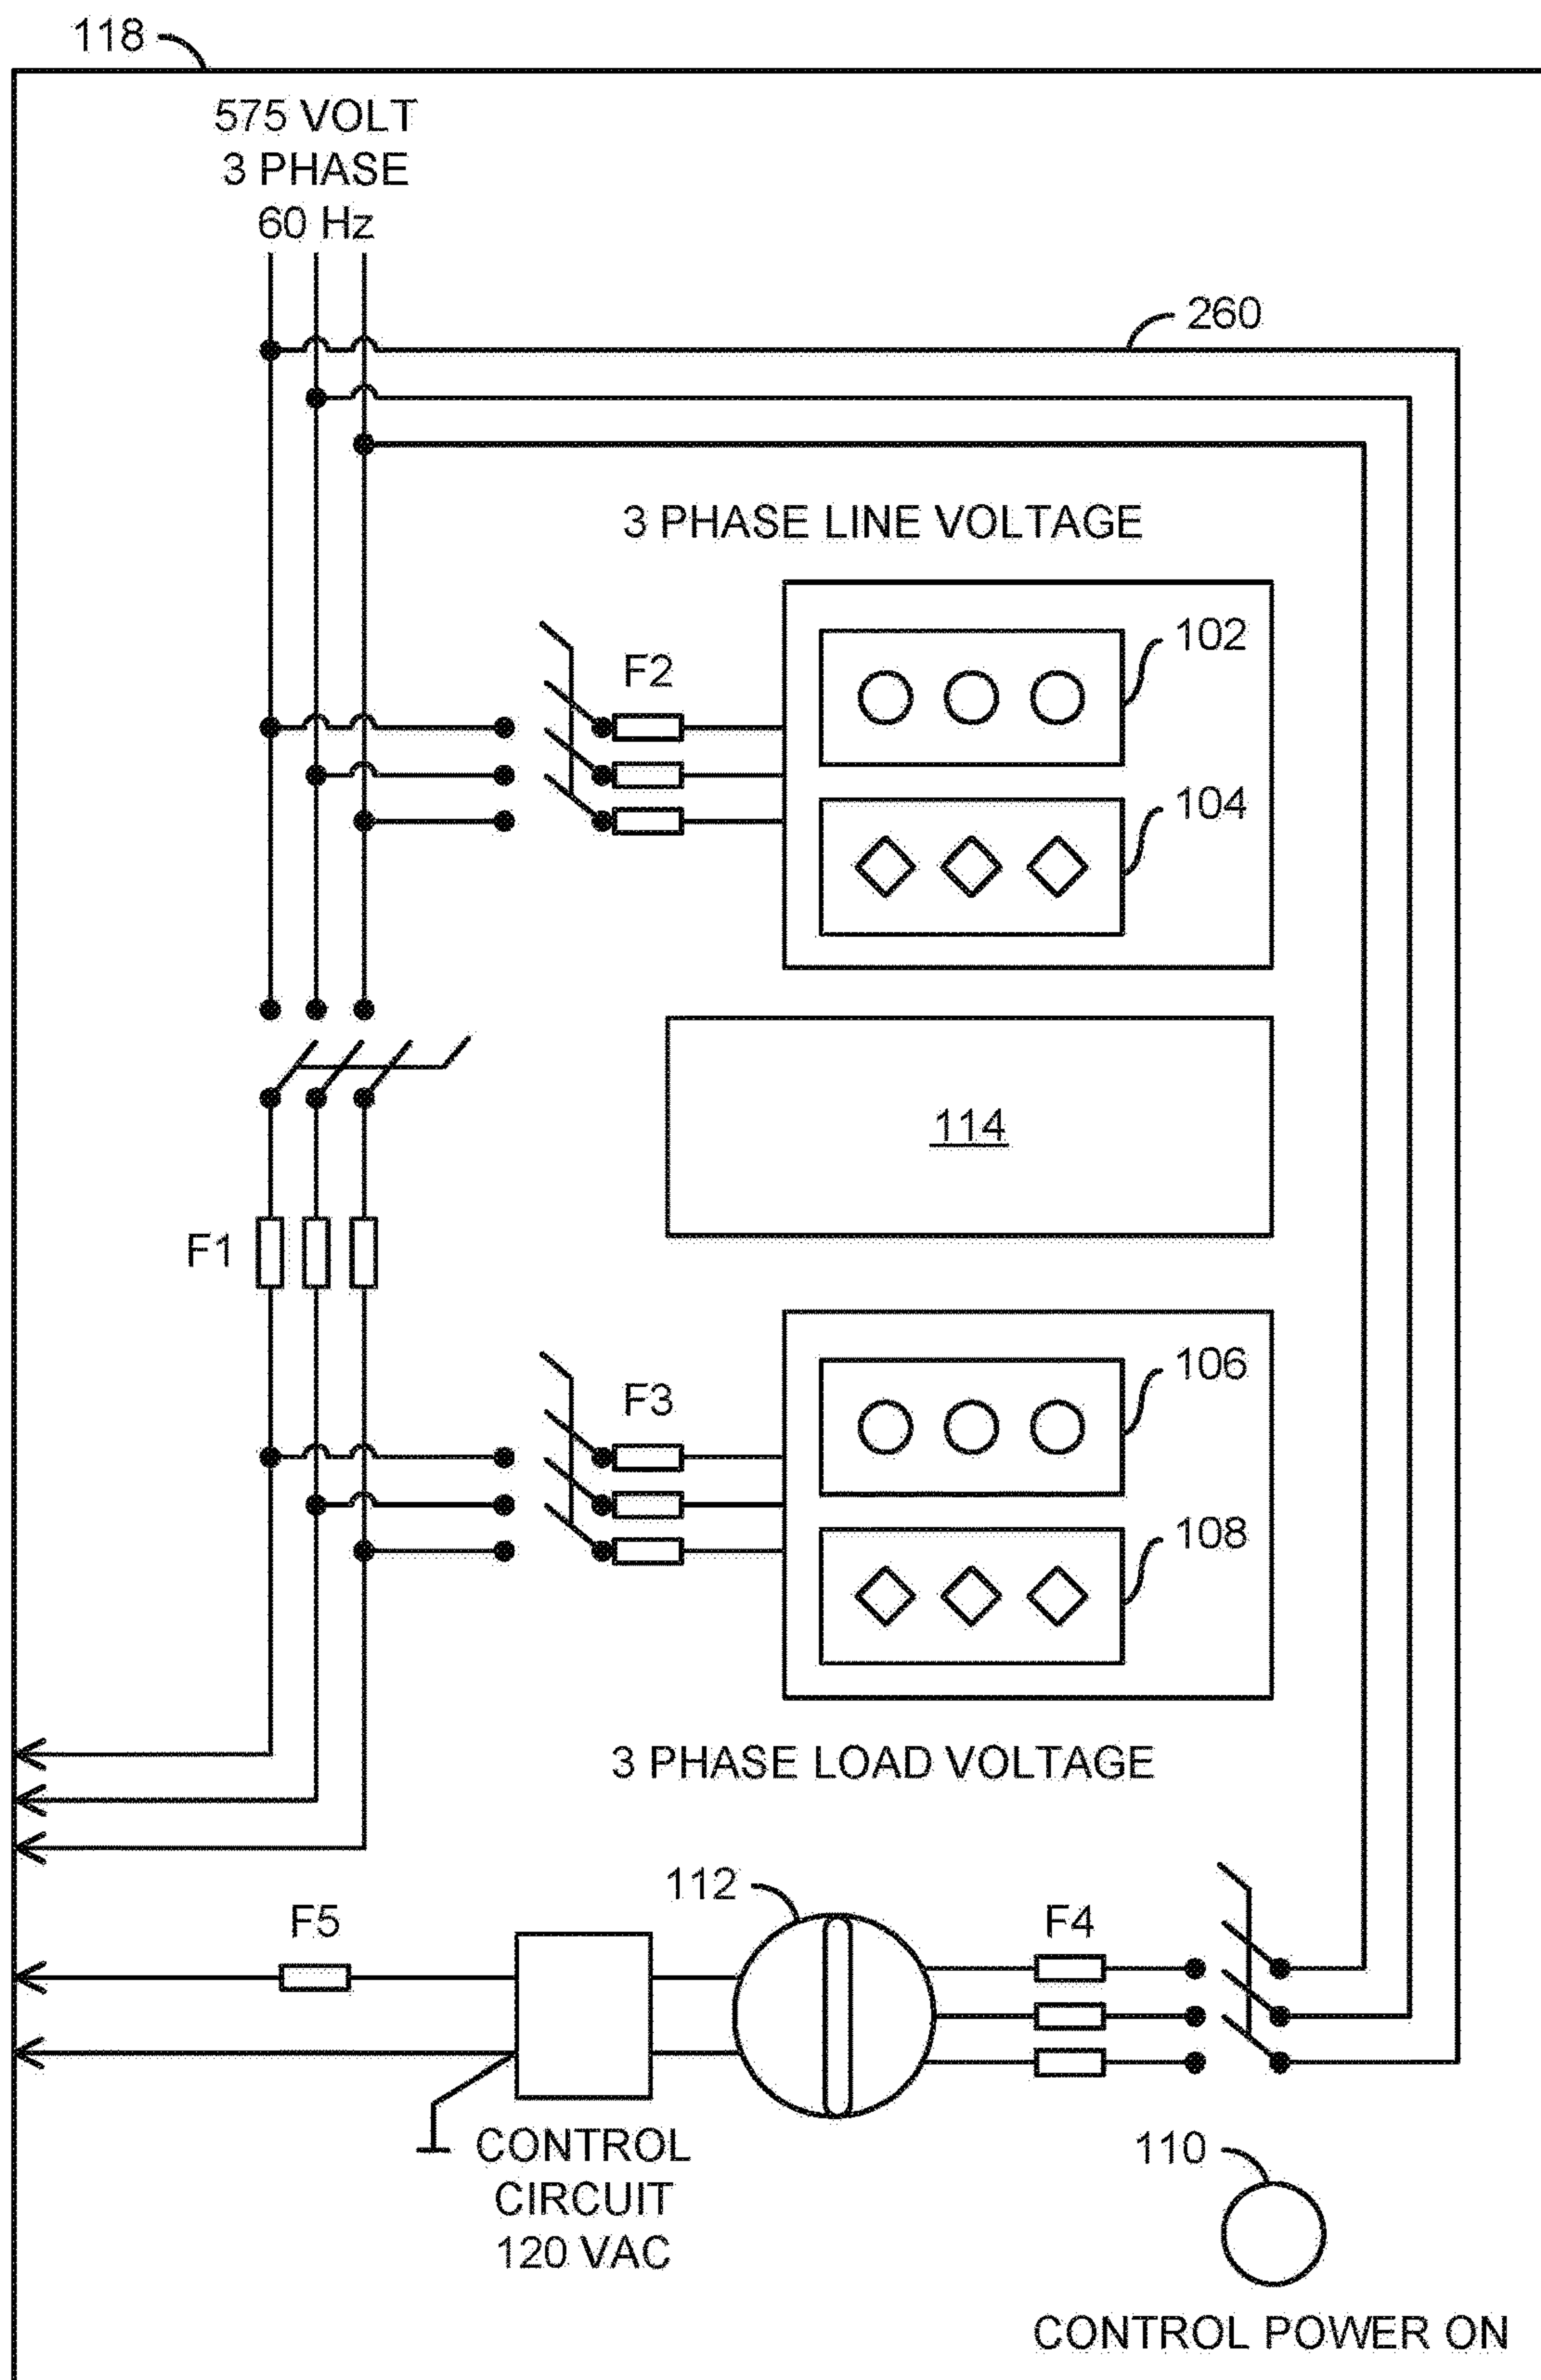 118
575 VOLT
3 PHASE
60 Hz
260
3 PHASE LINE VOLTAGE
102
F2
104
114
F1
106
F3
108
3 PHASE LOAD VOLTAGE
112
F5
F4
CONTROL
CIRCUIT
120 VAC
110
CONTROL POWER ON